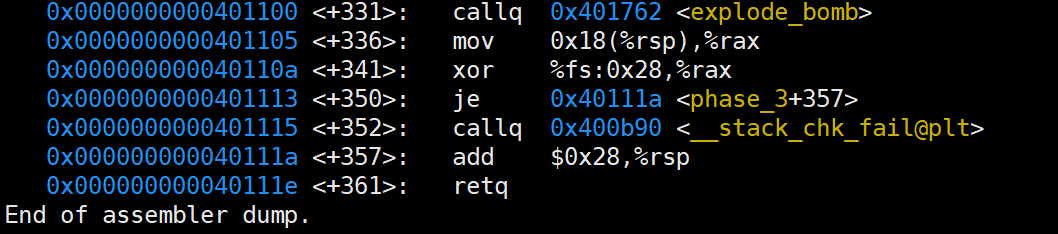 0x0000000000401100 <+331>: callq 0x401762 <explode_bomb>
0x0000000000401105 <+336>: mov 0x18(%rsp),%rax
0x000000000040110a <+341>: xor %fs:0x28,%rax
0x0000000000401113 <+350>: je 0x40111a <phase_3+357>
0x0000000000401115 <+352>: callq 0x400b90 <__stack_chk_fail@plt>
0x000000000040111a <+357>: add $0x28,%rsp
0x000000000040111e <+361>: retq
End of assembler dump.